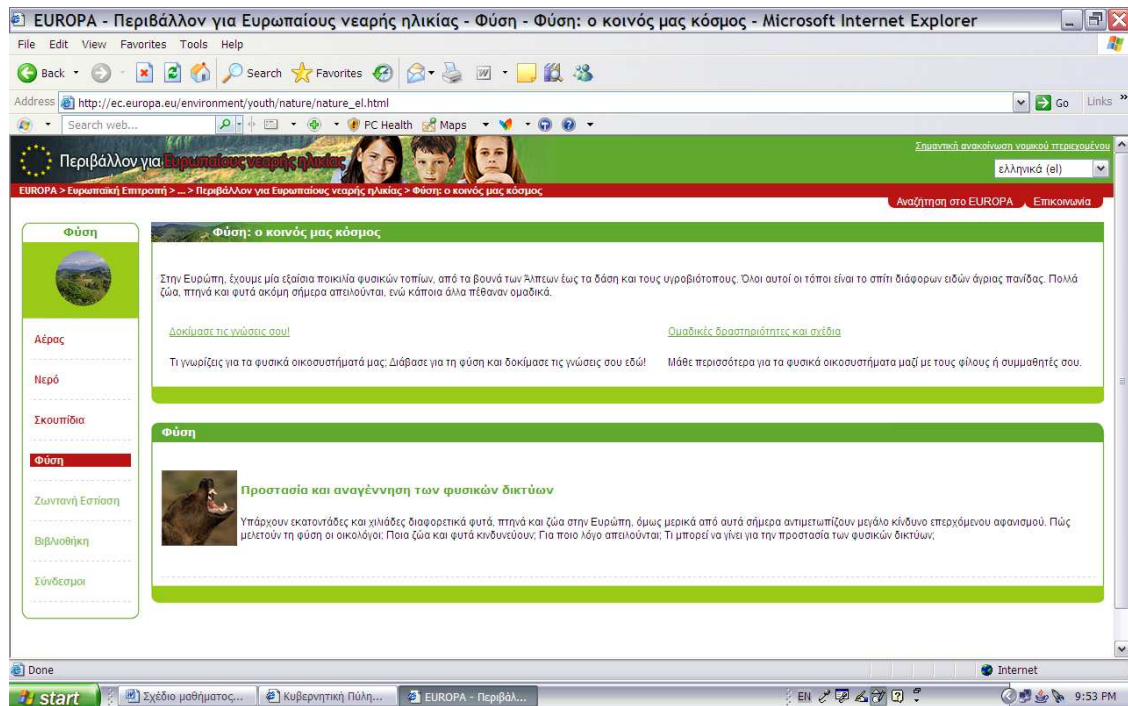 EUROPA - Περιβάλλον για Ευρωπαίους νεαρής ηλικίας - Φύση - Φύση: ο κοινός μας κόσμος - Microsoft Internet Explorer
File Edit View Favorites Tools Help
Back Search Favorites
Address http://ec.europa.eu/environment/youth/nature/nature_el.html Go Links »
Search web... PC Health Maps
Σημαντική ανακοίνωση νομικού περιεχομένου
Περιβάλλον για Ευρωπαίους νεαρής ηλικίας
ελληνικά (el)
EUROPA > Ευρωπαϊκή Επιτροπή > ... > Περιβάλλον για Ευρωπαίους νεαρής ηλικίας > Φύση: ο κοινός μας κόσμος
Αναζήτηση στο EUROPA Επικοινωνία
Φύση
Αέρας
Νερό
Σκουπίδια
Φύση
Ζωντανή Εστίαση
Βιβλιοθήκη
Σύνδεσμοι
Φύση: ο κοινός μας κόσμος
Στην Ευρώπη, έχουμε μία εξαίσια ποικιλία φυσικών τοπίων, από τα βουνά των Άλπεων έως τα δάση και τους υγροβιότοπους. Όλοι αυτοί οι τόποι είναι το σπίτι διάφορων ειδών άγριας πανίδας. Πολλά
ζώα, πτηνά και φυτά ακόμη σήμερα απειλούνται, ενώ κάποια άλλα πέθαναν ομαδικά.
Δοκίμασε τις γνώσεις σου!
Τι γνωρίζεις για τα φυσικά οικοσυστήματά μας; Διάβασε για τη φύση και δοκίμασε τις γνώσεις σου εδώ!
Ομαδικές δραστηριότητες και σχέδια
Μάθε περισσότερα για τα φυσικά οικοσυστήματα μαζί με τους φίλους ή συμμαθητές σου.
Φύση
Προστασία και αναγέννηση των φυσικών δικτύων
Υπάρχουν εκατοντάδες και χιλιάδες διαφορετικά φυτά, πτηνά και ζώα στην Ευρώπη, όμως μερικά από αυτά σήμερα αντιμετωπίζουν μεγάλο κίνδυνο επερχόμενου αφανισμού. Πώς
μελετούν τη φύση οι οικολόγοι; Ποια ζώα και φυτά κινδυνεύουν; Για ποιο λόγο απειλούνται; Τι μπορεί να γίνει για την προστασία των φυσικών δικτύων;
Done Internet
start Σχέδιο μαθήματος... Κυβερνητική Πύλη... EUROPA - Περιβάλ... EN 9:53 PM